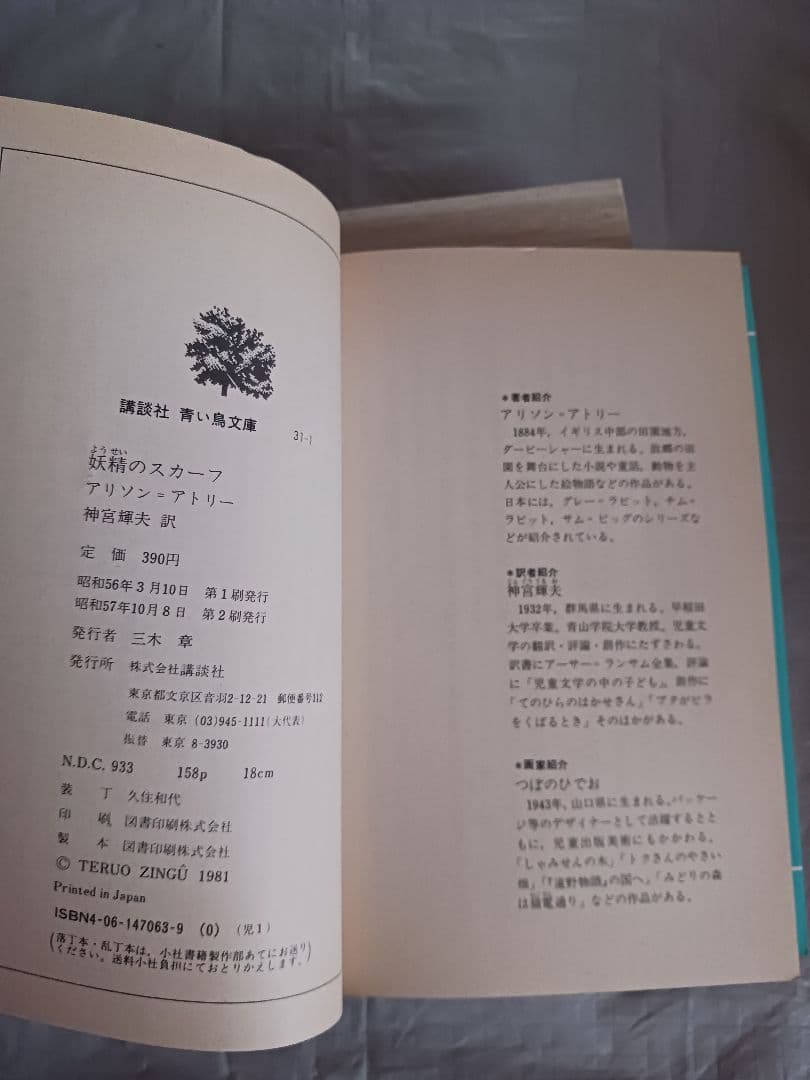 講談社 青い鳥文庫
31-1
妖精のスカーフ
ようせい
アリソン＝アトリー
神宮輝夫 訳
定 価 390円
昭和56年3月10日 第1刷発行
昭和57年10月8日 第2刷発行
発行者 三木 章
発行所 株式会社講談社
東京都文京区音羽2-12-21 郵便番号112
電話 東京 (03)945-1111(大代表)
振替 東京 8-3930
N.D.C. 933 158p 18cm
装 丁 久住和代
印 刷 図書印刷株式会社
製 本 図書印刷株式会社
© TERUO ZINGÛ 1981
Printed in Japan
ISBN4-06-147063-9 (0) (児1)
(落丁本・乱丁本は，小社書籍製作部あてにお送り
ください。送料小社負担にておとりかえします。)
＊著者紹介
アリソン＝アトリー
1884年，イギリス中部の田園地方，
ダービーシャーに生まれる。故郷の田
園を舞台にした小説や童話，動物を主
人公にした絵物語などの作品がある。
日本には，グレー＝ラビット，チム＝
ラビット，サム＝ピッグのシリーズな
どが紹介されている。
＊訳者紹介
神宮輝夫
1932年，群馬県に生まれる。早稲田
大学卒業。青山学院大学教授。児童文
学の翻訳・評論・創作にたずさわる。
訳書にアーサー＝ランサム全集，評論
に「児童文学の中の子ども」，創作に
「てのひらのはかせさん」「ブタがピラ
をくばるとき」そのほかがある。
＊画家紹介
つぼのひでお
1943年，山口県に生まれる。パッケー
ジ等のデザイナーとして活躍するとと
もに，児童出版美術にもかかわる。
「しゃみせんの木」「トクさんのやさい
畑」「『遠野物語』の国へ」「みどりの森
は猫電通り」などの作品がある。